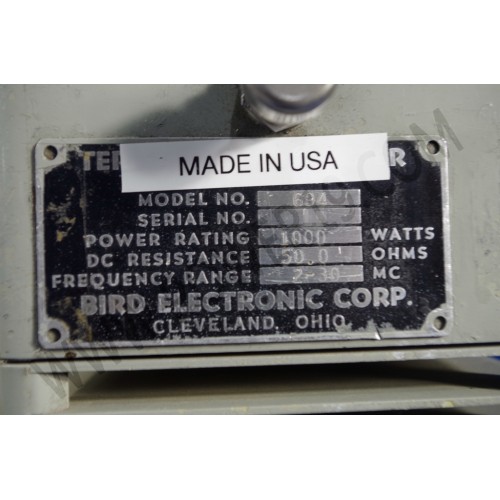 MADE IN USA
MODEL NO. 694
SERIAL NO.
POWER RATING 1000 WATTS
DC RESISTANCE 50.0 OHMS
FREQUENCY RANGE 2-30 MC
BIRD ELECTRONIC CORP.
CLEVELAND, OHIO